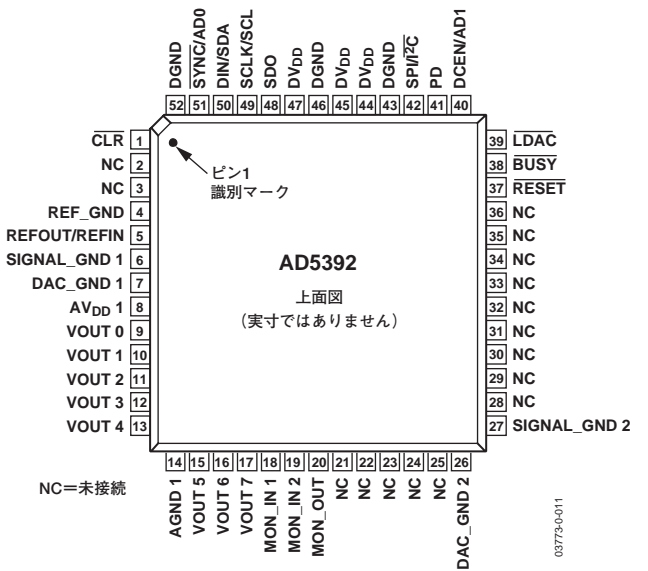 DGND
SYNC/AD0
DIN/SDA
SCLK/SCL
SDO
DVDD
DGND
DVDD
DVDD
DGND
SPI/I2C
PD
DCEN/AD1
52 51 50 49 48 47 46 45 44 43 42 41 40
CLR 1
NC 2
NC 3
REF_GND 4
REFOUT/REFIN 5
SIGNAL_GND 1 6
DAC_GND 1 7
AVDD 1 8
VOUT 0 9
VOUT 1 10
VOUT 2 11
VOUT 3 12
VOUT 4 13
ピン1
識別マーク
AD5392
上面図
(実寸ではありません)
39 LDAC
38 BUSY
37 RESET
36 NC
35 NC
34 NC
33 NC
32 NC
31 NC
30 NC
29 NC
28 NC
27 SIGNAL_GND 2
14 15 16 17 18 19 20 21 22 23 24 25 26
AGND 1
VOUT 5
VOUT 6
VOUT 7
MON_IN 1
MON_IN 2
MON_OUT
NC
NC
NC
NC
NC
DAC_GND 2
NC=未接続
03773-0-011